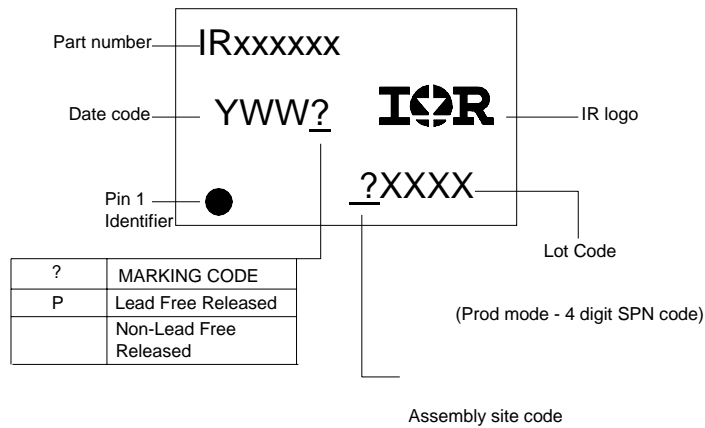 Part number
IRxxxxxx
Date code
YWW?
IOR
IR logo
Pin 1
Identifier
?XXXX
Lot Code
? MARKING CODE
P Lead Free Released
Non-Lead Free
Released
(Prod mode - 4 digit SPN code)
Assembly site code